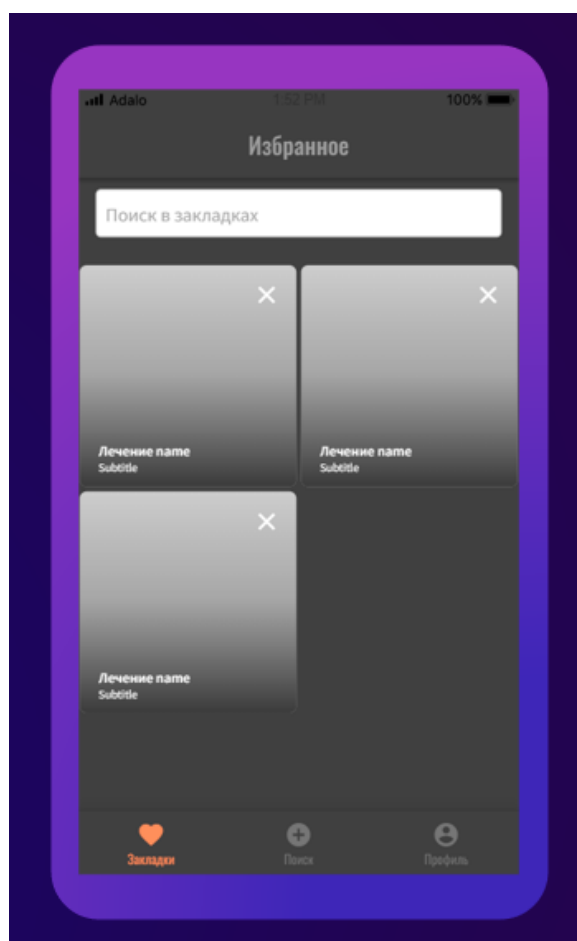 Adalo 1:52 PM 100%
Избранное
Поиск в закладках
Лечение name
Subtitle
Лечение name
Subtitle
Лечение name
Subtitle
Закладки Поиск Профиль